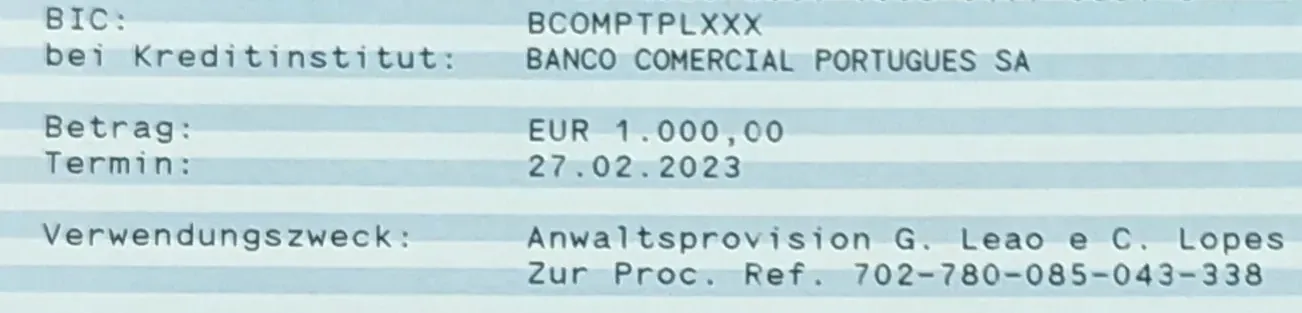 BIC: BCOMPTPLXXX
bei Kreditinstitut: BANCO COMERCIAL PORTUGUES SA
Betrag: EUR 1.000,00
Termin: 27.02.2023
Verwendungszweck: Anwaltsprovision G. Leao e C. Lopes
Zur Proc. Ref. 702-780-085-043-338